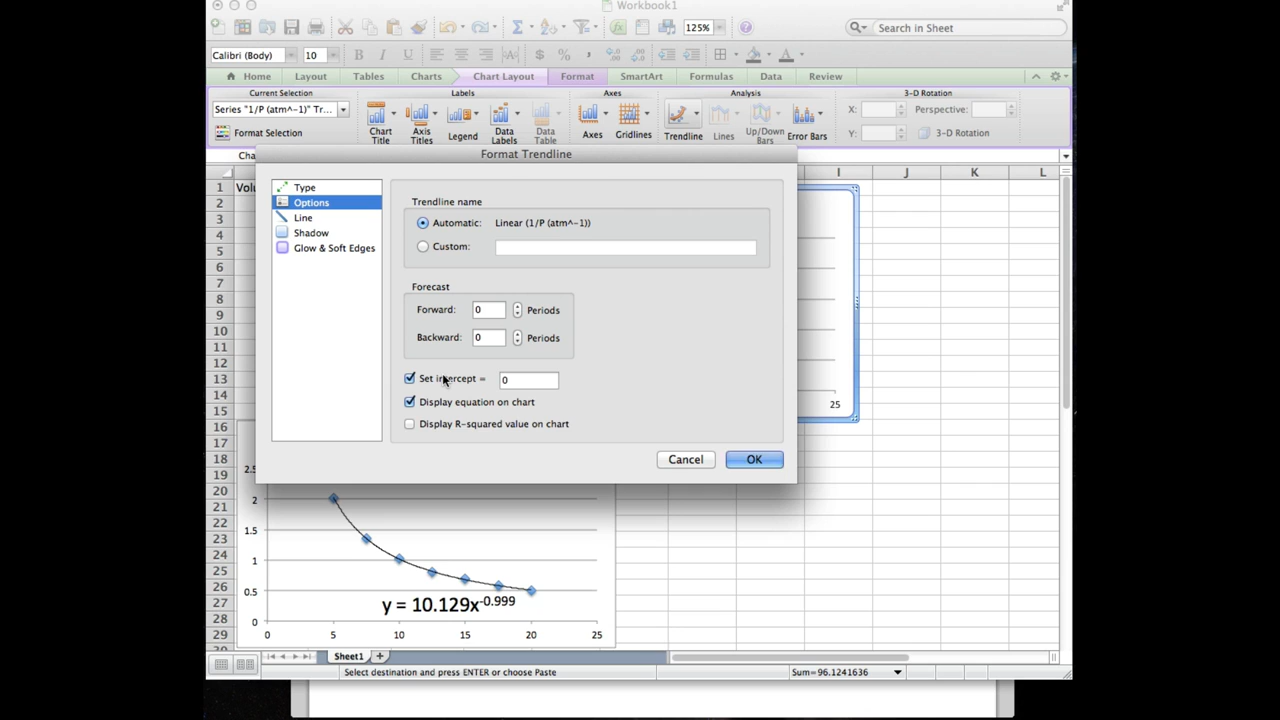 Workbook1
125%
Search in Sheet
Calibri (Body) 10 B I U $ % ,
Home Layout Tables Charts Chart Layout Format SmartArt Formulas Data Review
Current Selection Labels Axes Analysis 3-D Rotation
Series "1/P (atm^-1)" Tr...
Format Selection
Chart Title
Axis Titles
Legend
Data Labels
Data Table
Axes
Gridlines
Trendline
Lines
Up/Down Bars
Error Bars
X: Perspective:
Y: 3-D Rotation
Cha
Format Trendline
I J K L
1 Volu
2
3
4
5
6
7
8
9
10
11
12
13
14
15
16
17
18
19
20
21
22
23
24
25
26
27
28
29
Type
Options
Line
Shadow
Glow & Soft Edges
Trendline name
Automatic: Linear (1/P (atm^-1))
Custom:
Forecast
Forward: 0 Periods
Backward: 0 Periods
Set intercept = 0
Display equation on chart
Display R-squared value on chart
Cancel OK
25
2.5
2
1.5
1
0.5
0
y = 10.129x^-0.999
0 5 10 15 20 25
Sheet1
Select destination and press ENTER or choose Paste
Sum=96.1241636